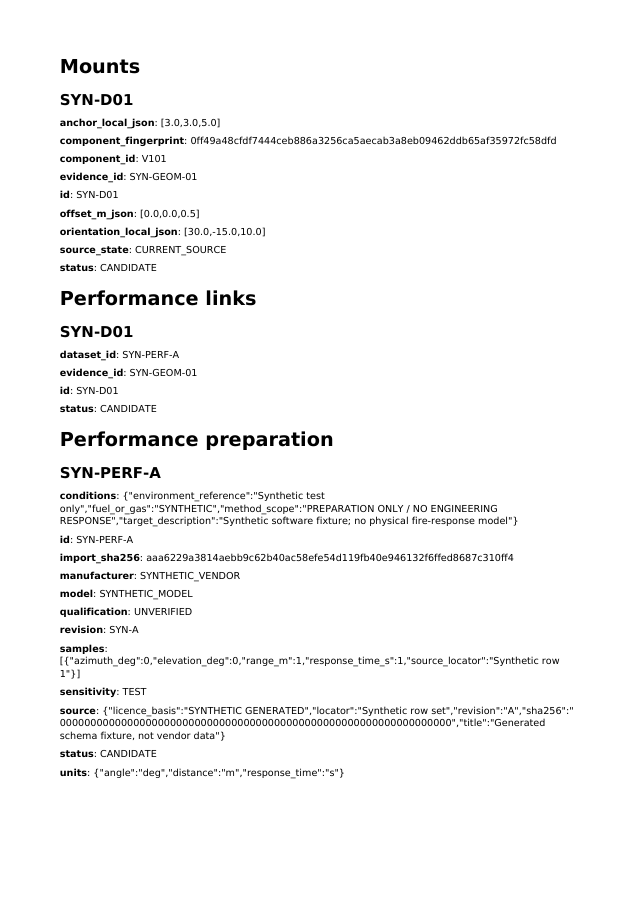 Mounts
SYN-D01
anchor_local_json: [3.0,3.0,5.0]
component_fingerprint: 0ff49a48cfdf7444ceb886a3256ca5aecab3a8eb09462ddb65af35972fc58dfd
component_id: V101
evidence_id: SYN-GEOM-01
id: SYN-D01
offset_m_json: [0.0,0.0,0.5]
orientation_local_json: [30.0,-15.0,10.0]
source_state: CURRENT_SOURCE
status: CANDIDATE
Performance links
SYN-D01
dataset_id: SYN-PERF-A
evidence_id: SYN-GEOM-01
id: SYN-D01
status: CANDIDATE
Performance preparation
SYN-PERF-A
conditions: {"environment_reference":"Synthetic test
only","fuel_or_gas":"SYNTHETIC","method_scope":"PREPARATION ONLY / NO ENGINEERING
RESPONSE","target_description":"Synthetic software fixture; no physical fire-response model"}
id: SYN-PERF-A
import_sha256: aaa6229a3814aebb9c62b40ac58efe54d119fb40e946132f6ffed8687c310ff4
manufacturer: SYNTHETIC_VENDOR
model: SYNTHETIC_MODEL
qualification: UNVERIFIED
revision: SYN-A
samples:
[{"azimuth_deg":0,"elevation_deg":0,"range_m":1,"response_time_s":1,"source_locator":"Synthetic row
1"}]
sensitivity: TEST
source: {"licence_basis":"SYNTHETIC GENERATED","locator":"Synthetic row set","revision":"A","sha256":"
0000000000000000000000000000000000000000000000000000000000000000","title":"Generated
schema fixture, not vendor data"}
status: CANDIDATE
units: {"angle":"deg","distance":"m","response_time":"s"}